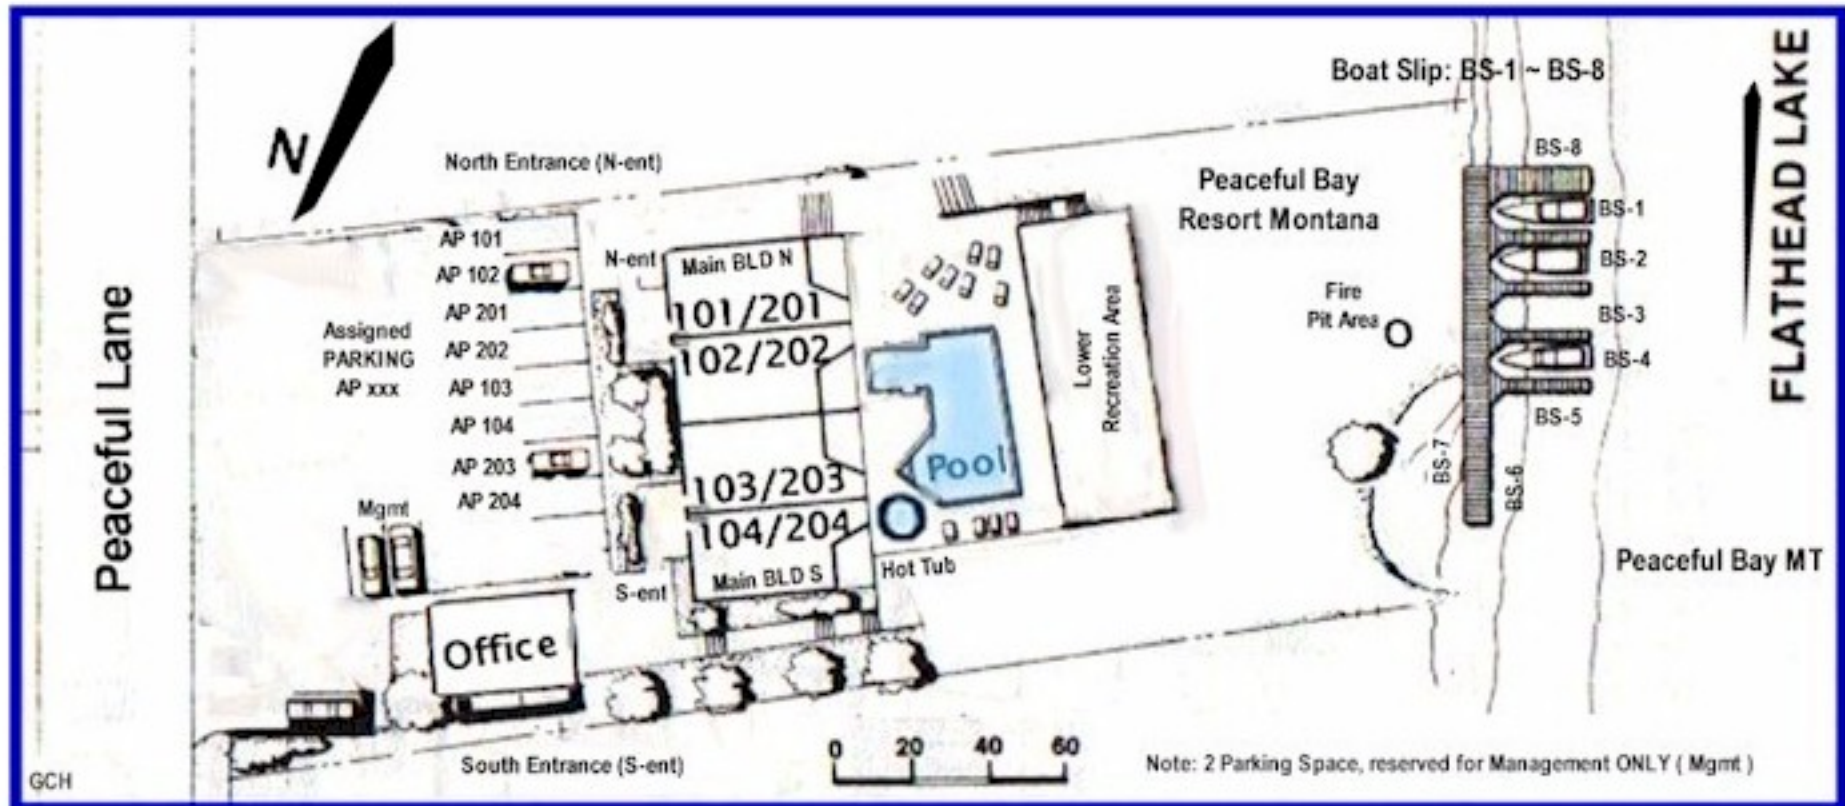 Boat Slip: BS-1 ~ BS-8
FLATHEAD LAKE
N
North Entrance (N-ent)
Peaceful Bay
Resort Montana
BS-8
BS-1
BS-2
BS-3
BS-4
BS-5
BS-6
BS-7
Peaceful Lane
Assigned
PARKING
AP xxx
AP 101
AP 102
AP 201
AP 202
AP 103
AP 104
AP 203
AP 204
Mgmt
N-ent
Main BLD N
101/201
102/202
103/203
104/204
Main BLD S
S-ent
Pool
Hot Tub
Lower
Recreation Area
Fire
Pit Area
Peaceful Bay MT
Office
South Entrance (S-ent)
0 20 40 60
Note: 2 Parking Space, reserved for Management ONLY ( Mgmt )
GCH